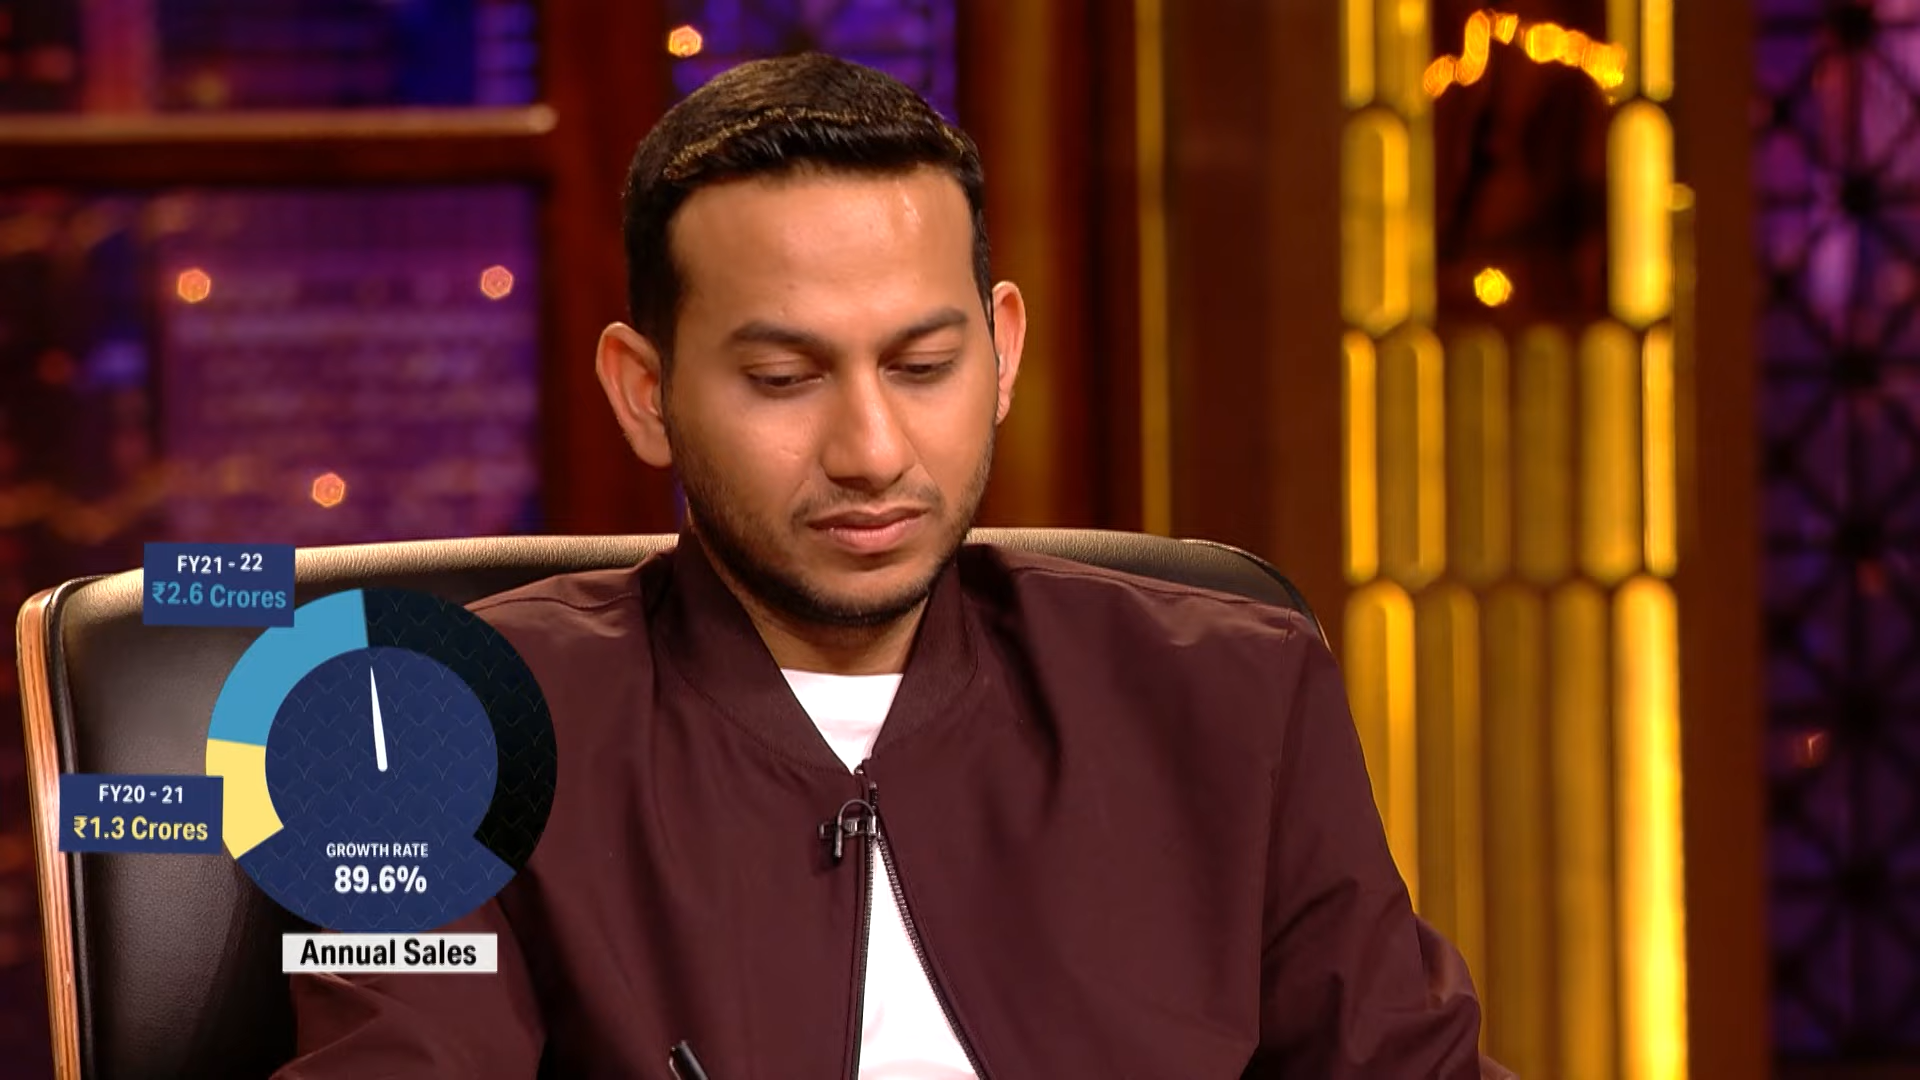 FY21 - 22
₹2.6 Crores
FY20 - 21
₹1.3 Crores
GROWTH RATE
89.6%
Annual Sales